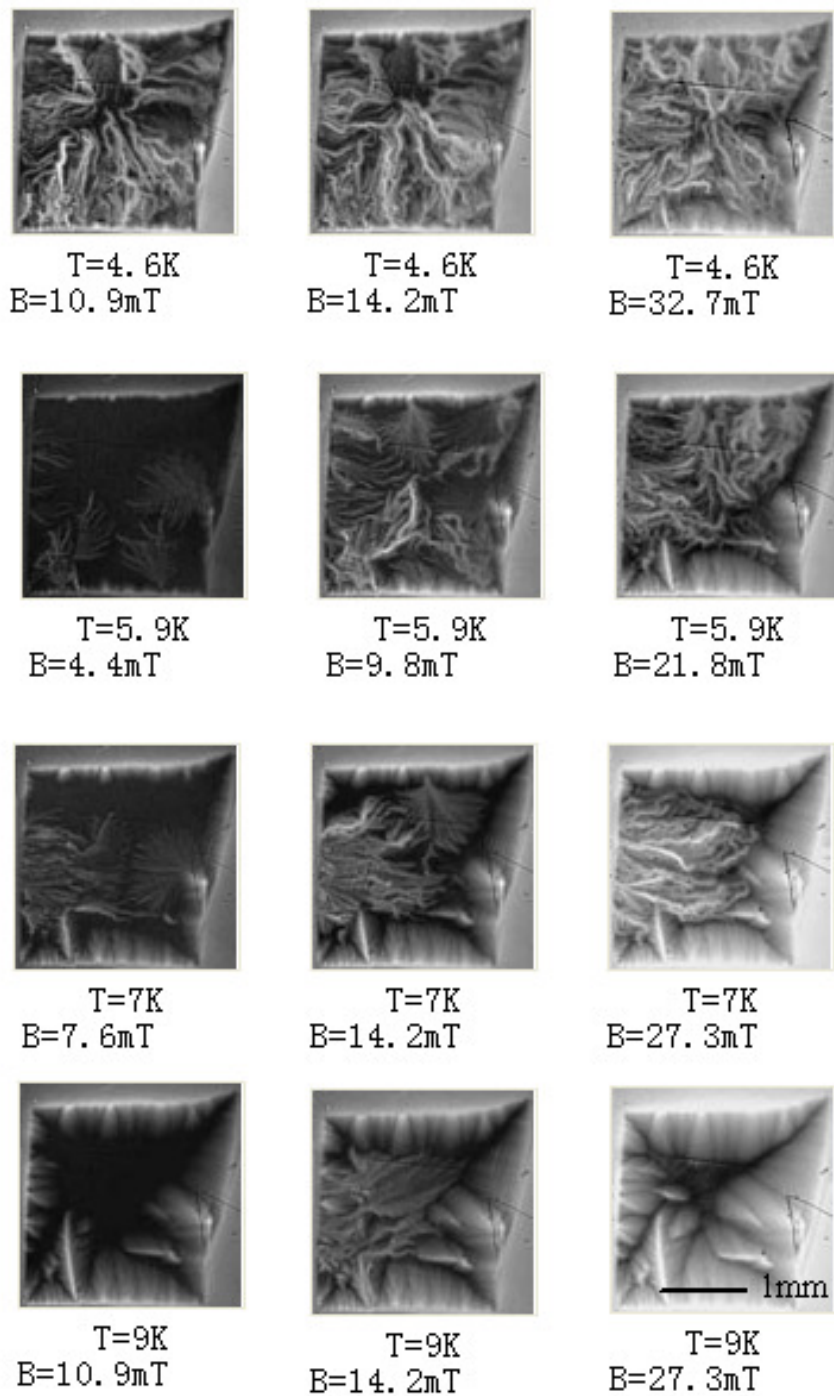 T=4.6K T=4.6K T=4.6K
B=10.9mT B=14.2mT B=32.7mT
T=5.9K T=5.9K T=5.9K
B=4.4mT B=9.8mT B=21.8mT
T=7K T=7K T=7K
B=7.6mT B=14.2mT B=27.3mT
1mm
T=9K T=9K T=9K
B=10.9mT B=14.2mT B=27.3mT